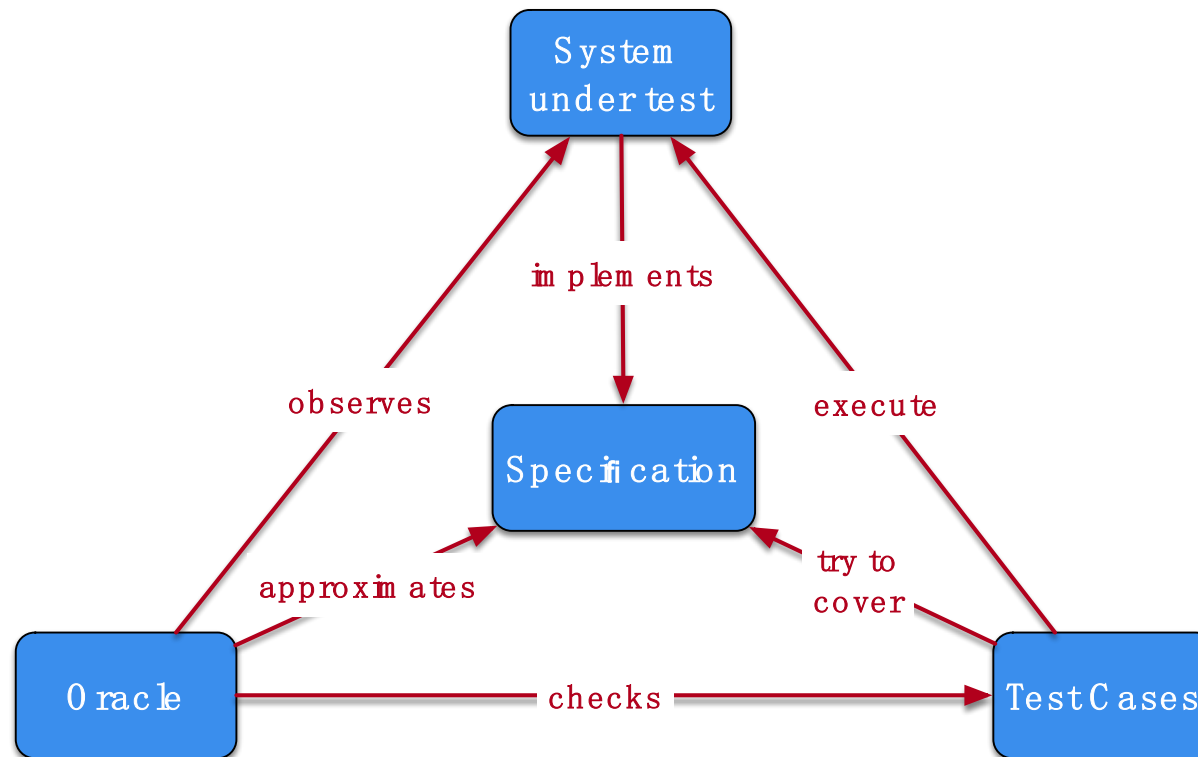 System
under test
implements
observes
execute
Specification
try to
cover
approximates
Oracle
checks
Test Cases